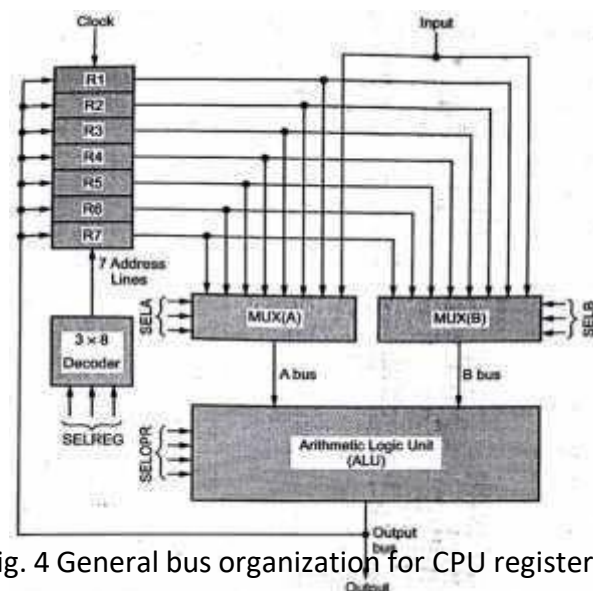 Clock
Input
R1
R2
R3
R4
R5
R6
R7
7 Address
Lines
SELA
MUX(A)
MUX(B)
SELB
3 × 8
Decoder
A bus
B bus
SELREG
SELOPR
Arithmetic Logic Unit
(ALU)
Output
bus
ig. 4 General bus organization for CPU register
Output